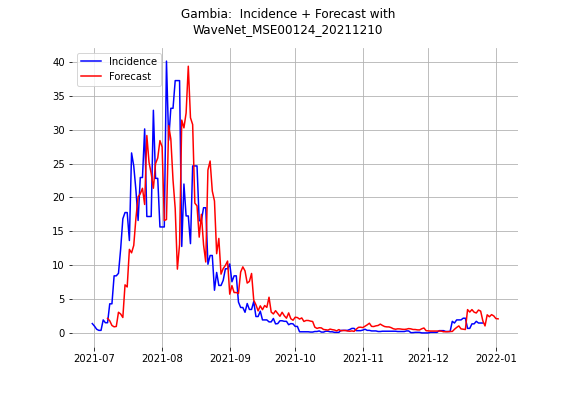 Gambia:  Incidence + Forecast with
WaveNet_MSE00124_20211210
Incidence
Forecast
40
35
30
25
20
15
10
5
0
2021-07 2021-08 2021-09 2021-10 2021-11 2021-12 2022-01